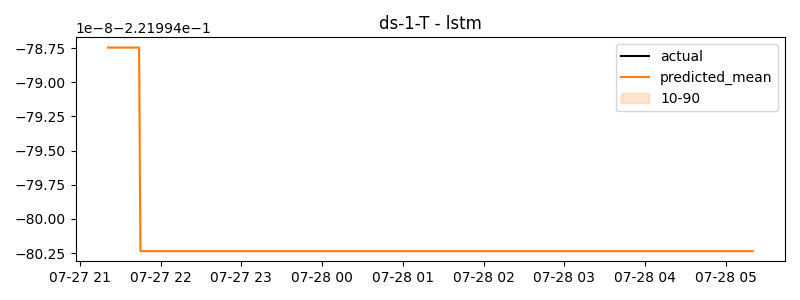 ds-1-T - lstm
1e−8−2.21994e−1
−78.75
−79.00
−79.25
−79.50
−79.75
−80.00
−80.25
actual
predicted_mean
10-90
07-27 21 07-27 22 07-27 23 07-28 00 07-28 01 07-28 02 07-28 03 07-28 04 07-28 05